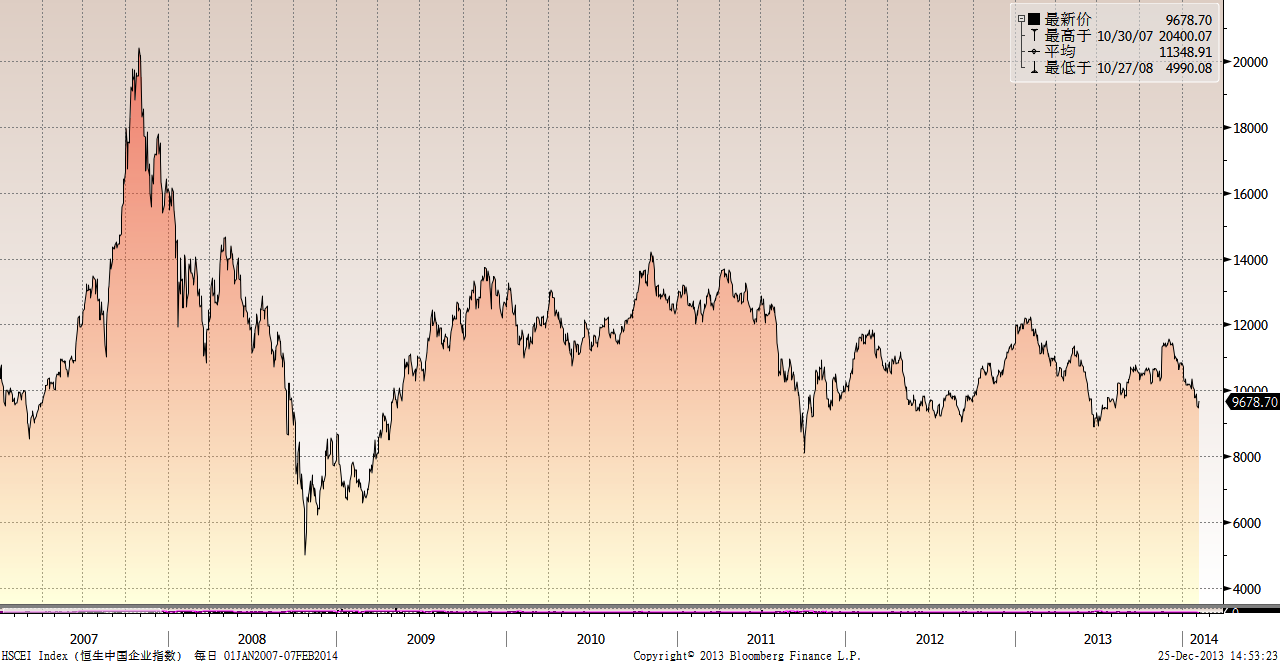 最新价 9678.70
最高于 10/30/07 20400.07
平均 11348.91
最低于 10/27/08 4990.08
20000
18000
16000
14000
12000
10000
9678.70
8000
6000
4000
2007 2008 2009 2010 2011 2012 2013 2014
HSCEI Index (恒生中国企业指数) 每日 01JAN2007-07FEB2014 Copyright© 2013 Bloomberg Finance L.P. 25-Dec-2013 14:53:23